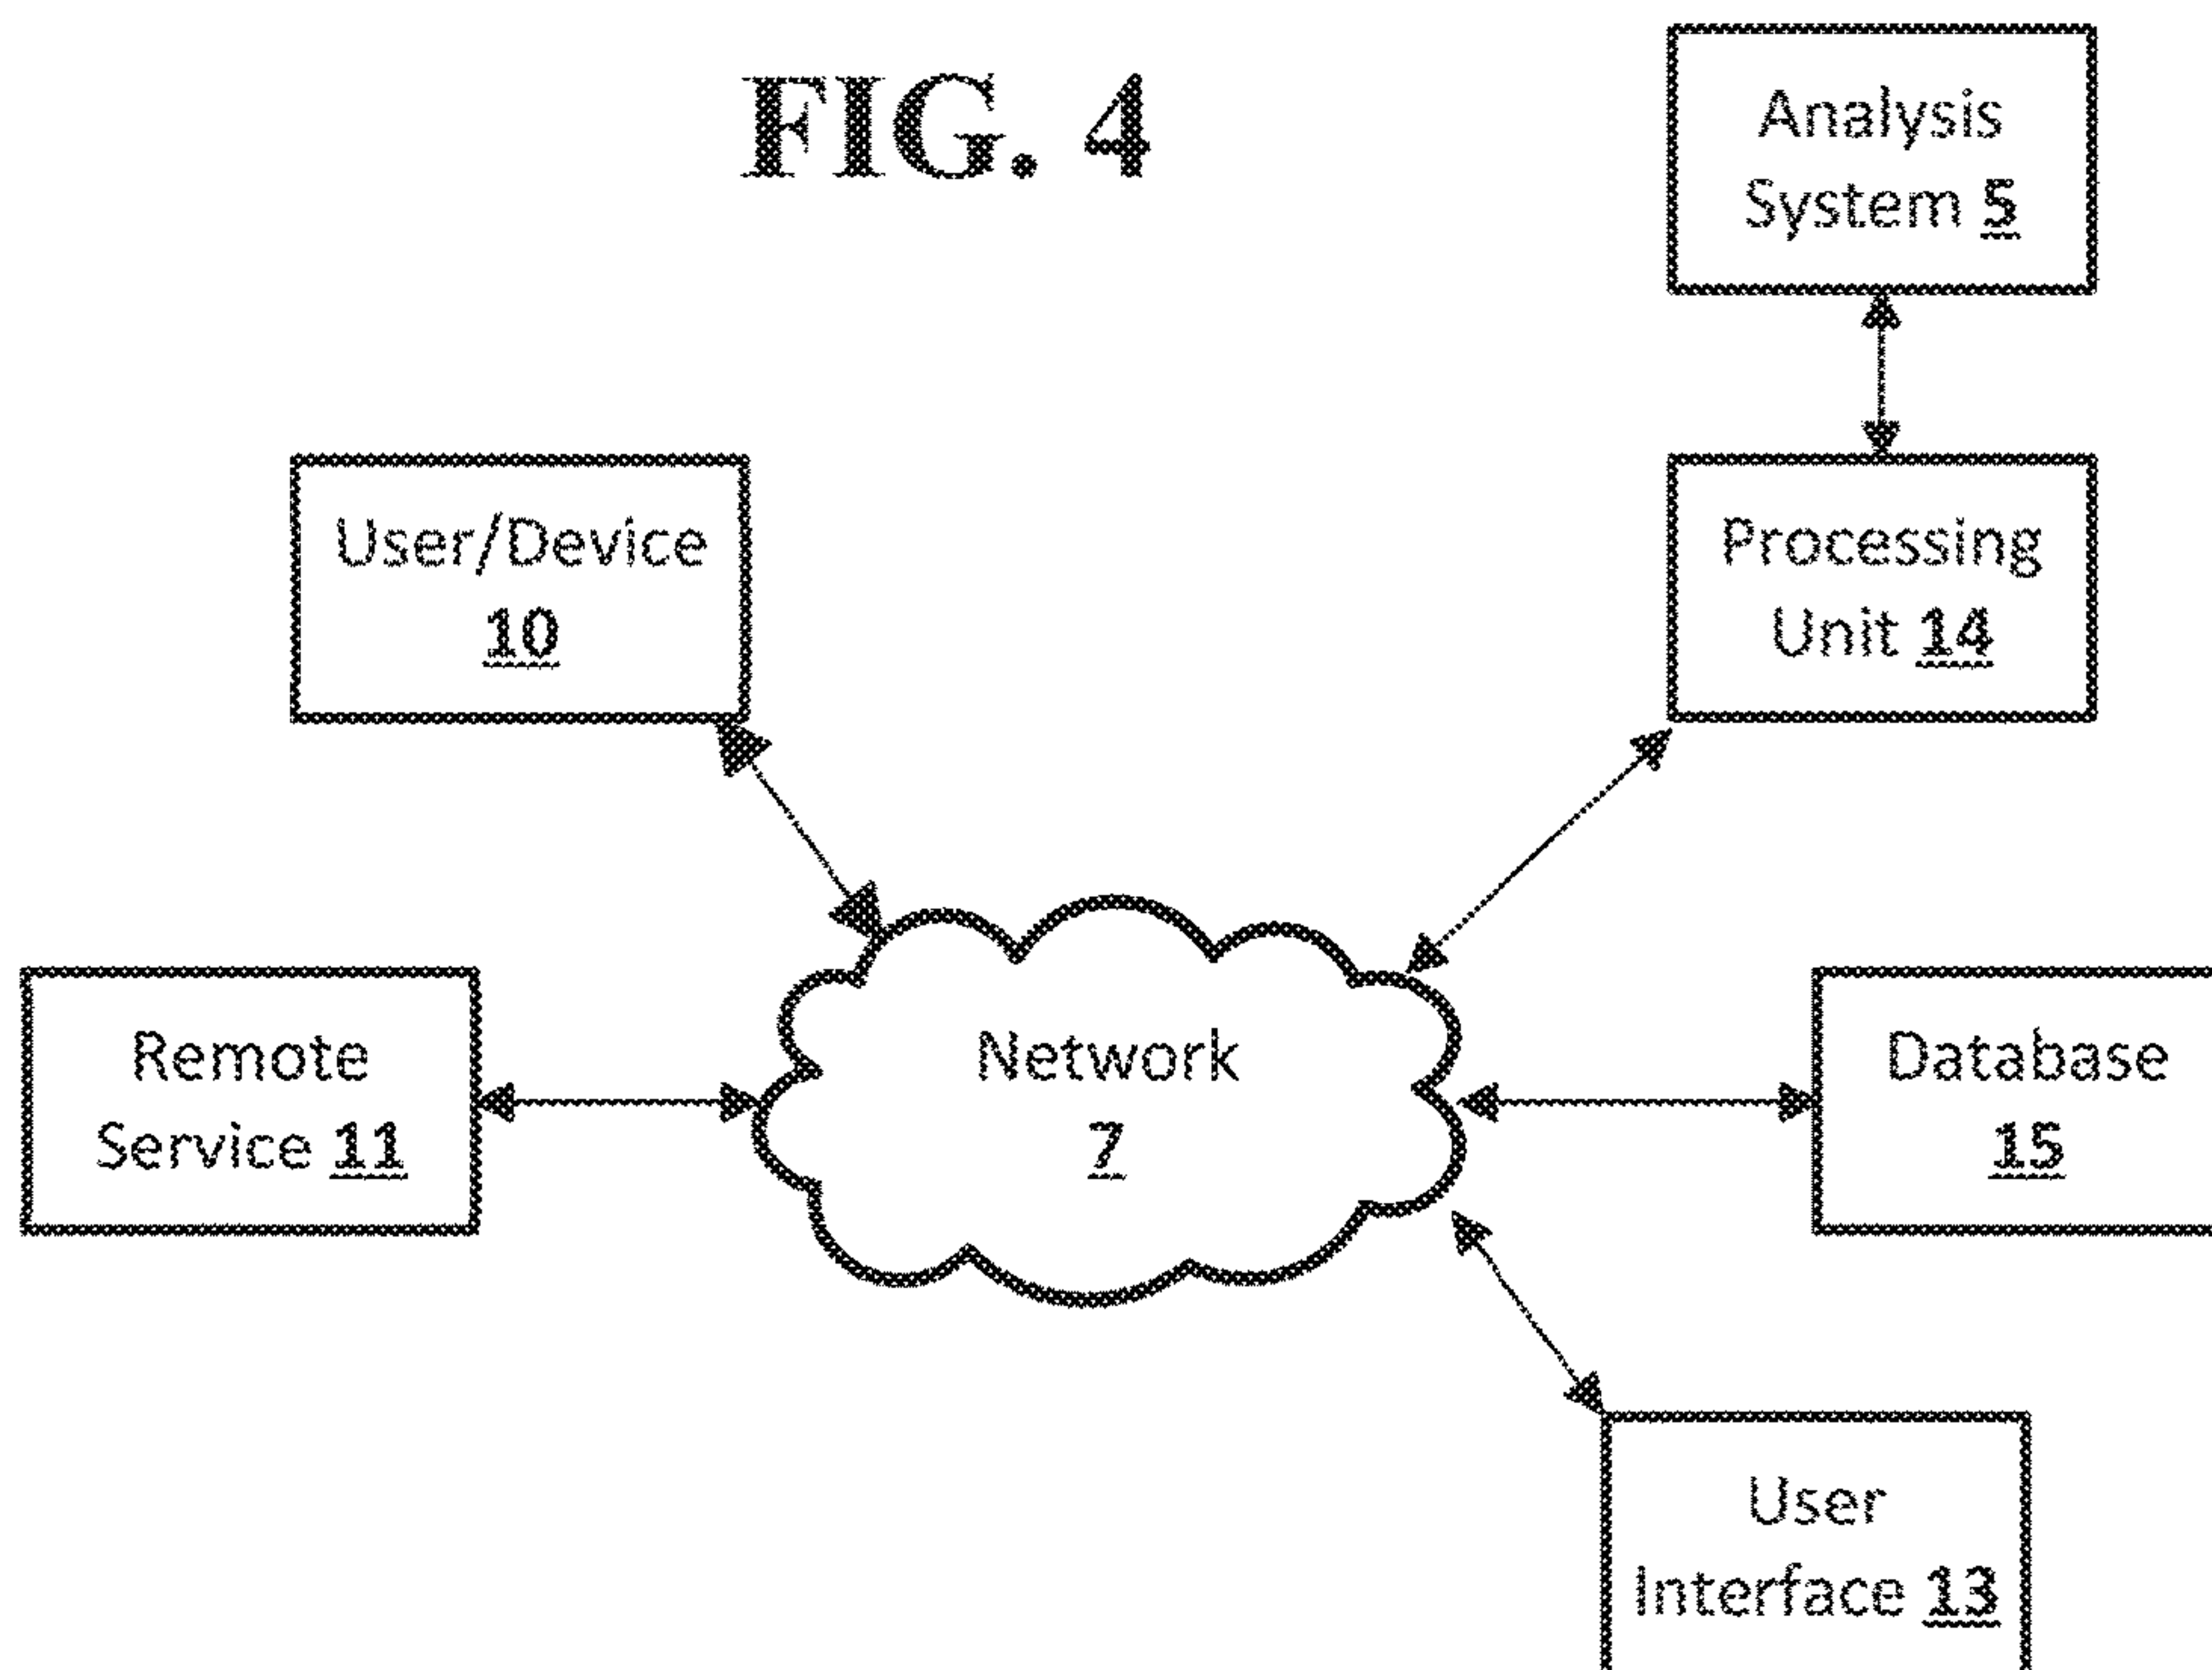 FIG. 4
Analysis
System 5
User/Device
10
Processing
Unit 14
Remote
Service 11
Network
7
Database
15
User
Interface 13